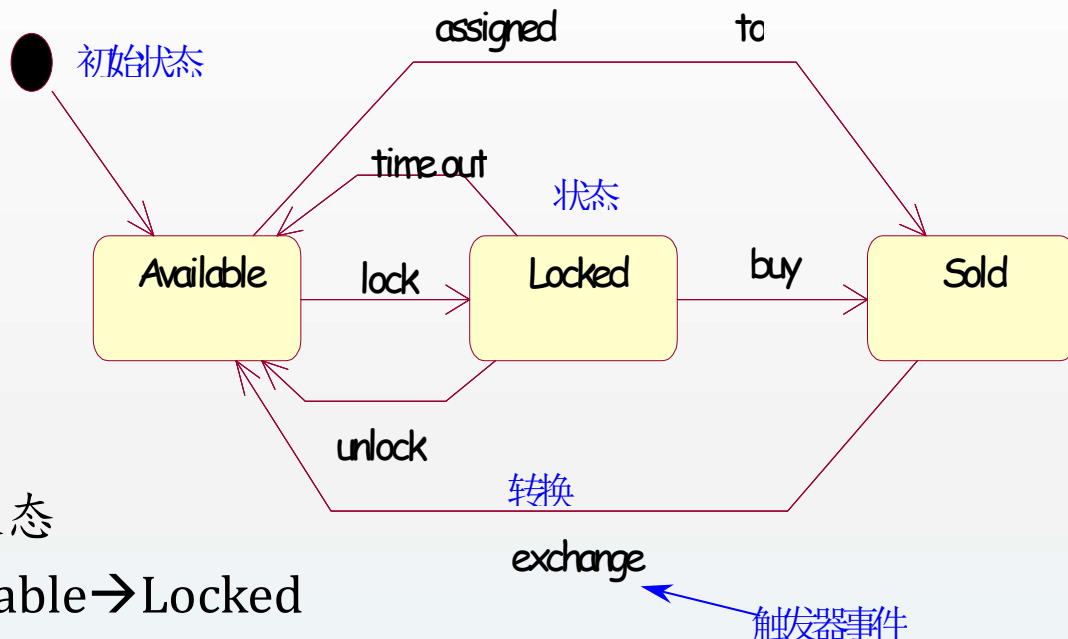 assigned to
初始状态
time out
状态
Available
lock
Locked
buy
Sold
unlock
转换
态
exchange
able→Locked
触发器事件